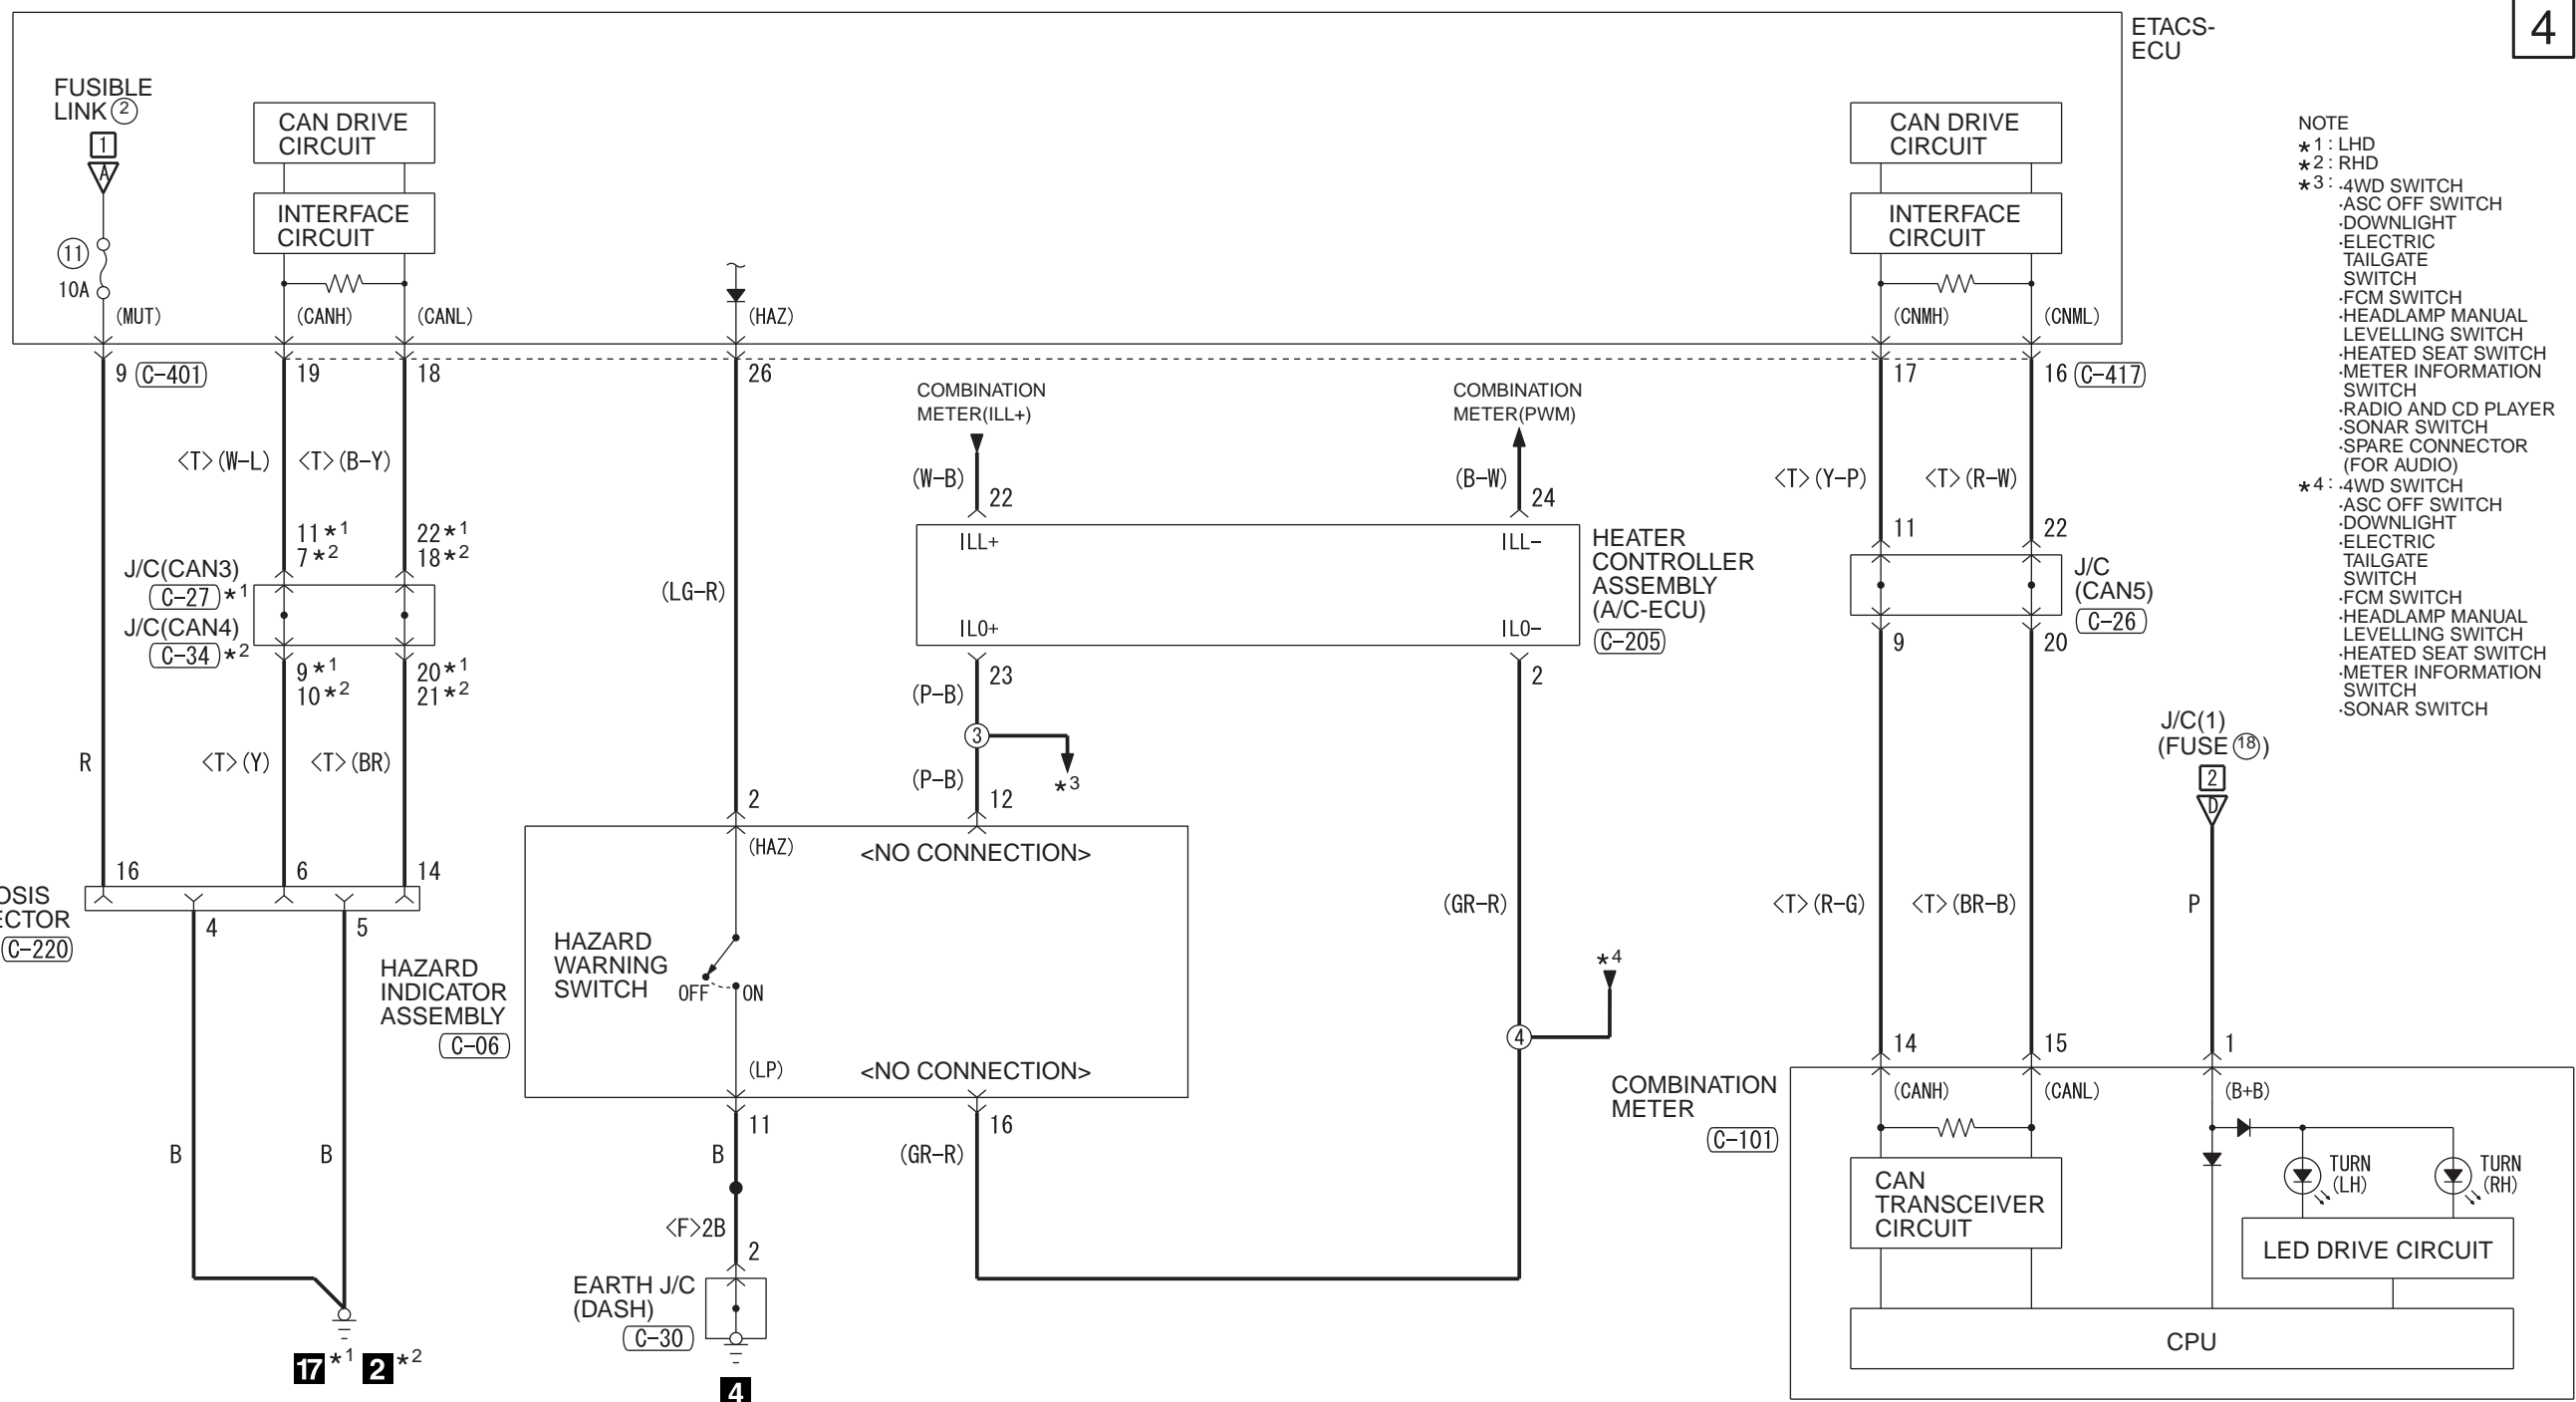 4
ETACS-
ECU
FUSIBLE
LINK 2
1
A
11
10A
(MUT)
CAN DRIVE
CIRCUIT
INTERFACE
CIRCUIT
(CANH)
(CANL)
(HAZ)
CAN DRIVE
CIRCUIT
INTERFACE
CIRCUIT
(CNMH)
(CNML)
9 (C-401)
19
18
26
17
16 (C-417)
NOTE
*1 : LHD
*2 : RHD
*3 : ·4WD SWITCH
·ASC OFF SWITCH
·DOWNLIGHT
·ELECTRIC
TAILGATE
SWITCH
·FCM SWITCH
·HEADLAMP MANUAL
LEVELLING SWITCH
·HEATED SEAT SWITCH
·METER INFORMATION
SWITCH
·RADIO AND CD PLAYER
·SONAR SWITCH
·SPARE CONNECTOR
(FOR AUDIO)
*4 : ·4WD SWITCH
·ASC OFF SWITCH
·DOWNLIGHT
·ELECTRIC
TAILGATE
SWITCH
·FCM SWITCH
·HEADLAMP MANUAL
LEVELLING SWITCH
·HEATED SEAT SWITCH
·METER INFORMATION
SWITCH
·SONAR SWITCH
<T>(W-L)
<T>(B-Y)
11*1
7*2
22*1
18*2
J/C(CAN3)
(C-27)*1
J/C(CAN4)
(C-34)*2
9*1
10*2
20*1
21*2
R
<T>(Y)
<T>(BR)
16
6
14
OSIS
ECTOR
(C-220)
4
5
B
B
17*1 2*2
(LG-R)
2
(HAZ)
<NO CONNECTION>
HAZARD
WARNING
SWITCH
OFF
ON
HAZARD
INDICATOR
ASSEMBLY
(C-06)
(LP)
<NO CONNECTION>
11
16
B
(GR-R)
<F>2B
2
EARTH J/C
(DASH)
(C-30)
4
COMBINATION
METER(ILL+)
(W-B)
22
COMBINATION
METER(PWM)
(B-W)
24
ILL+
ILL-
ILO+
ILO-
HEATER
CONTROLLER
ASSEMBLY
(A/C-ECU)
(C-205)
23
2
(P-B)
3
*3
(P-B)
12
(GR-R)
*4
4
<T>(Y-P)
<T>(R-W)
11
22
J/C
(CAN5)
(C-26)
9
20
<T>(R-G)
<T>(BR-B)
J/C(1)
(FUSE 18)
2
D
P
14
15
1
COMBINATION
METER
(C-101)
(CANH)
(CANL)
(B+B)
CAN
TRANSCEIVER
CIRCUIT
TURN
(LH)
TURN
(RH)
LED DRIVE CIRCUIT
CPU